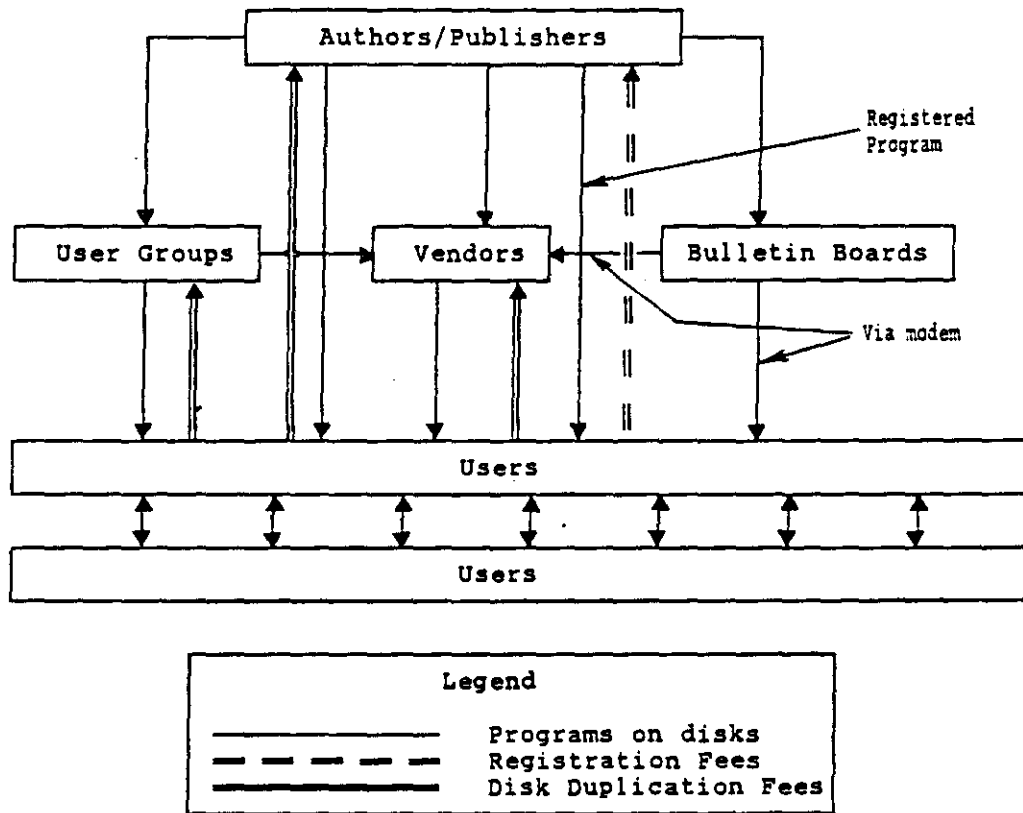 Authors/Publishers
Registered
Program
User Groups
Vendors
Bulletin Boards
Via modem
Users
Users
Legend
Programs on disks
Registration Fees
Disk Duplication Fees